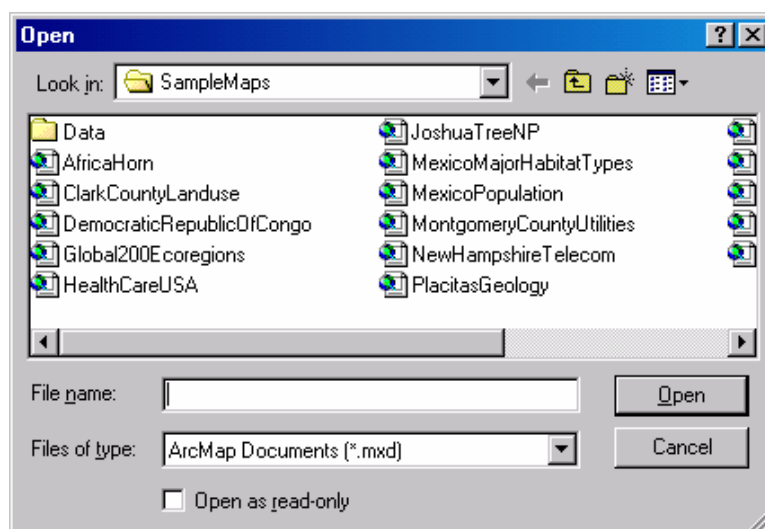 Open
Look in: SampleMaps
Data
AfricaHorn
ClarkCountyLanduse
DemocraticRepublicOfCongo
Global200Ecoregions
HealthCareUSA
JoshuaTreeNP
MexicoMajorHabitatTypes
MexicoPopulation
MontgomeryCountyUtilities
NewHampshireTelecom
PlacitasGeology
File name:
Open
Files of type: ArcMap Documents (*.mxd)
Cancel
Open as read-only